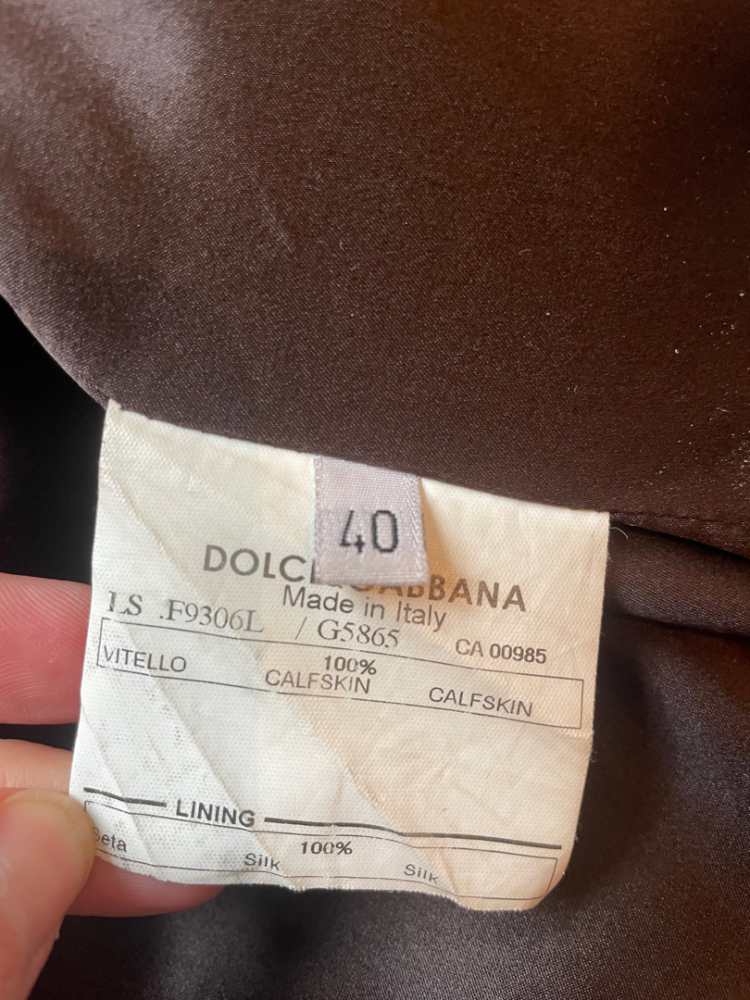 40
DOLCE GABBANA
Made in Italy
I.S .F9306L / G5865 CA 00985
VITELLO 100% CALFSKIN CALFSKIN
LINING
Seta 100% Silk Silk